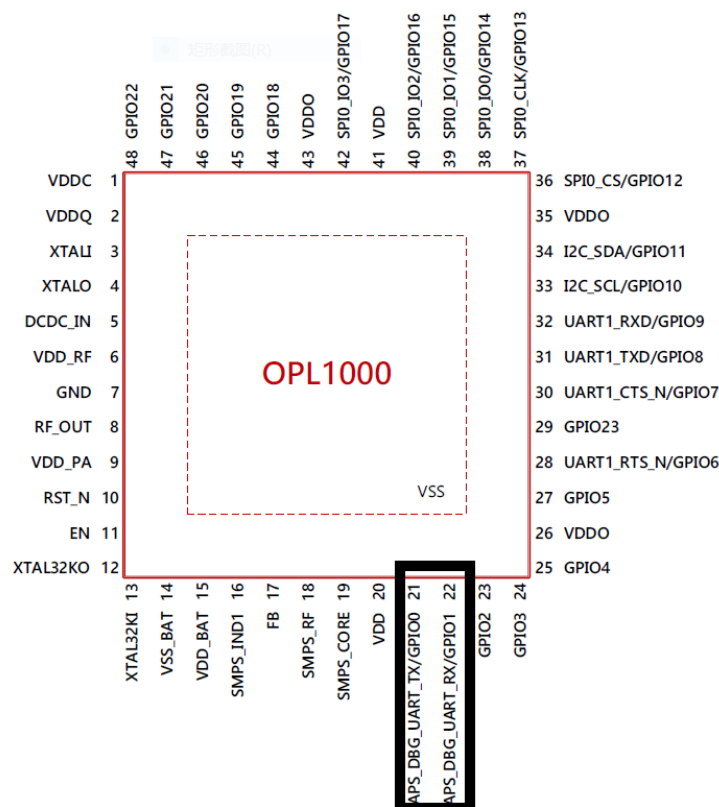 矩形截图(R)
48 GPIO22
47 GPIO21
46 GPIO20
45 GPIO19
44 GPIO18
43 VDDO
42 SPI0_IO3/GPIO17
41 VDD
40 SPI0_IO2/GPIO16
39 SPI0_IO1/GPIO15
38 SPI0_IO0/GPIO14
37 SPI0_CLK/GPIO13
VDDC 1
VDDQ 2
XTALI 3
XTALO 4
DCDC_IN 5
VDD_RF 6
GND 7
RF_OUT 8
VDD_PA 9
RST_N 10
EN 11
XTAL32KO 12
OPL1000
VSS
36 SPI0_CS/GPIO12
35 VDDO
34 I2C_SDA/GPIO11
33 I2C_SCL/GPIO10
32 UART1_RXD/GPIO9
31 UART1_TXD/GPIO8
30 UART1_CTS_N/GPIO7
29 GPIO23
28 UART1_RTS_N/GPIO6
27 GPIO5
26 VDDO
25 GPIO4
XTAL32KI 13
VSS_BAT 14
VDD_BAT 15
SMPS_IND1 16
FB 17
SMPS_RF 18
SMPS_CORE 19
VDD 20
APS_DBG_UART_TX/GPIO0 21
APS_DBG_UART_RX/GPIO1 22
GPIO2 23
GPIO3 24